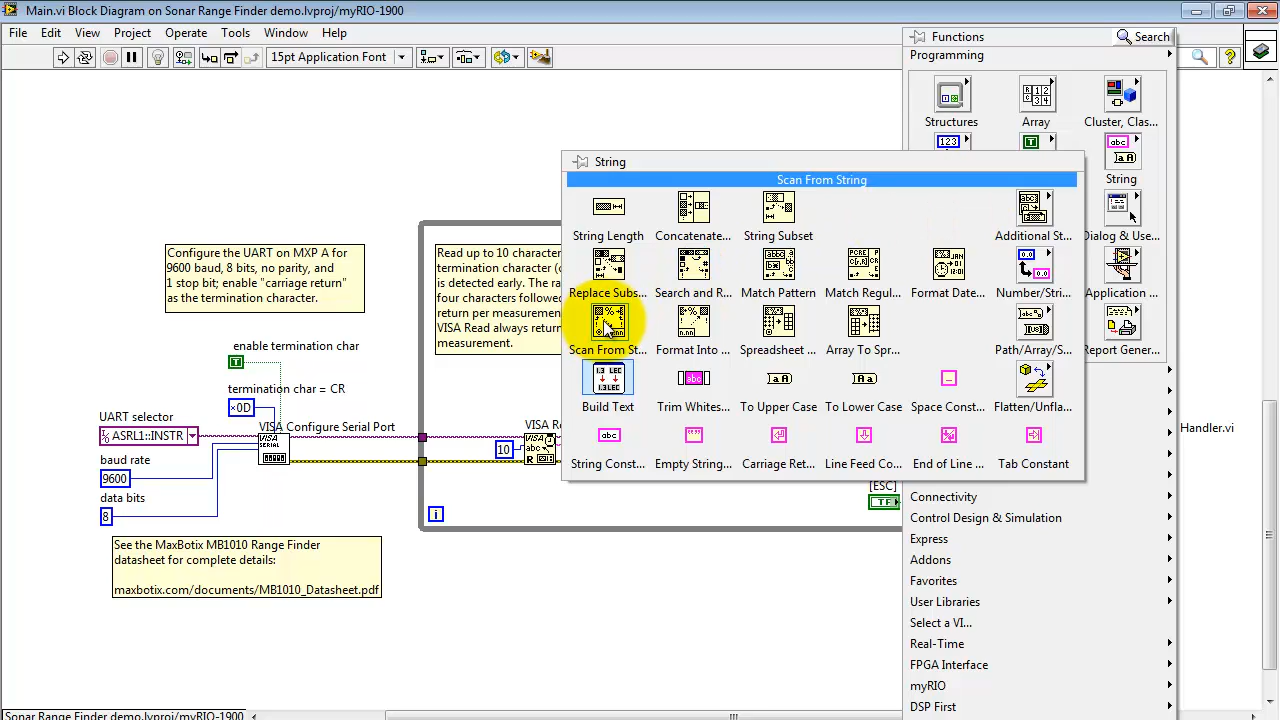 Main.vi Block Diagram on Sonar Range Finder demo.lvproj/myRIO-1900
File Edit View Project Operate Tools Window Help
15pt Application Font
Functions
Search
Programming
Structures
Array
Cluster, Clas...
String
Scan From String
String Length
Concatenate...
String Subset
Additional St...
String
Dialog & Use...
Replace Subs...
Search and R...
Match Pattern
Match Regul...
Format Date...
Number/Stri...
Application ...
Scan From St...
Format Into ...
Spreadsheet ...
Array To Spr...
Path/Array/S...
Report Gener...
Build Text
Trim Whites...
To Upper Case
To Lower Case
Space Const...
Flatten/Unfla...
String Const...
Empty String...
Carriage Ret...
Line Feed Co...
End of Line ...
Tab Constant
Connectivity
Control Design & Simulation
Express
Addons
Favorites
User Libraries
Select a VI...
Real-Time
FPGA Interface
myRIO
DSP First
Configure the UART on MXP A for
9600 baud, 8 bits, no parity, and
1 stop bit; enable "carriage return"
as the termination character.
Read up to 10 character
termination character (
is detected early. The ra
four characters followed
return per measurement
VISA Read always return
measurement.
enable termination char
T
termination char = CR
×0D
UART selector
ASRL1::INSTR
VISA Configure Serial Port
VISA Re
10
baud rate
9600
data bits
8
i
[ESC]
TF
Handler.vi
See the MaxBotix MB1010 Range Finder
datasheet for complete details:
maxbotix.com/documents/MB1010_Datasheet.pdf
Sonar Range Finder demo.lvproj/myRIO-1900